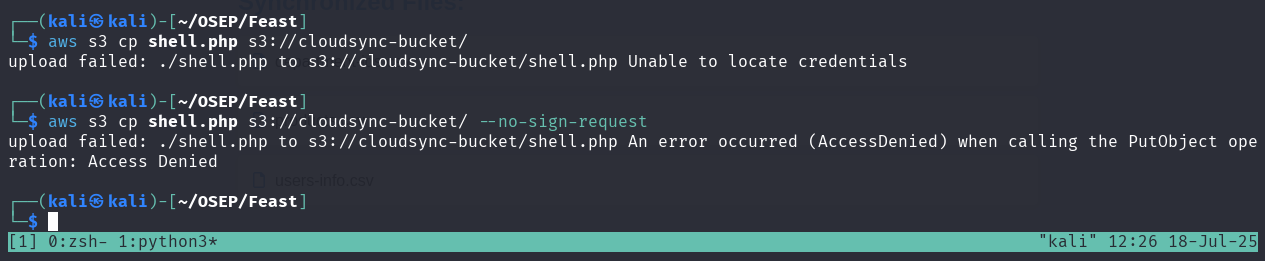 Synchronized Files:
┌──(kali㉿kali)-[~/OSEP/Feast]
└─$ aws s3 cp shell.php s3://cloudsync-bucket/
upload failed: ./shell.php to s3://cloudsync-bucket/shell.php Unable to locate credentials
┌──(kali㉿kali)-[~/OSEP/Feast]
└─$ aws s3 cp shell.php s3://cloudsync-bucket/ --no-sign-request
upload failed: ./shell.php to s3://cloudsync-bucket/shell.php An error occurred (AccessDenied) when calling the PutObject ope
ration: Access Denied
users-info.csv
┌──(kali㉿kali)-[~/OSEP/Feast]
└─$
[1] 0:zsh- 1:python3* "kali" 12:26 18-Jul-25